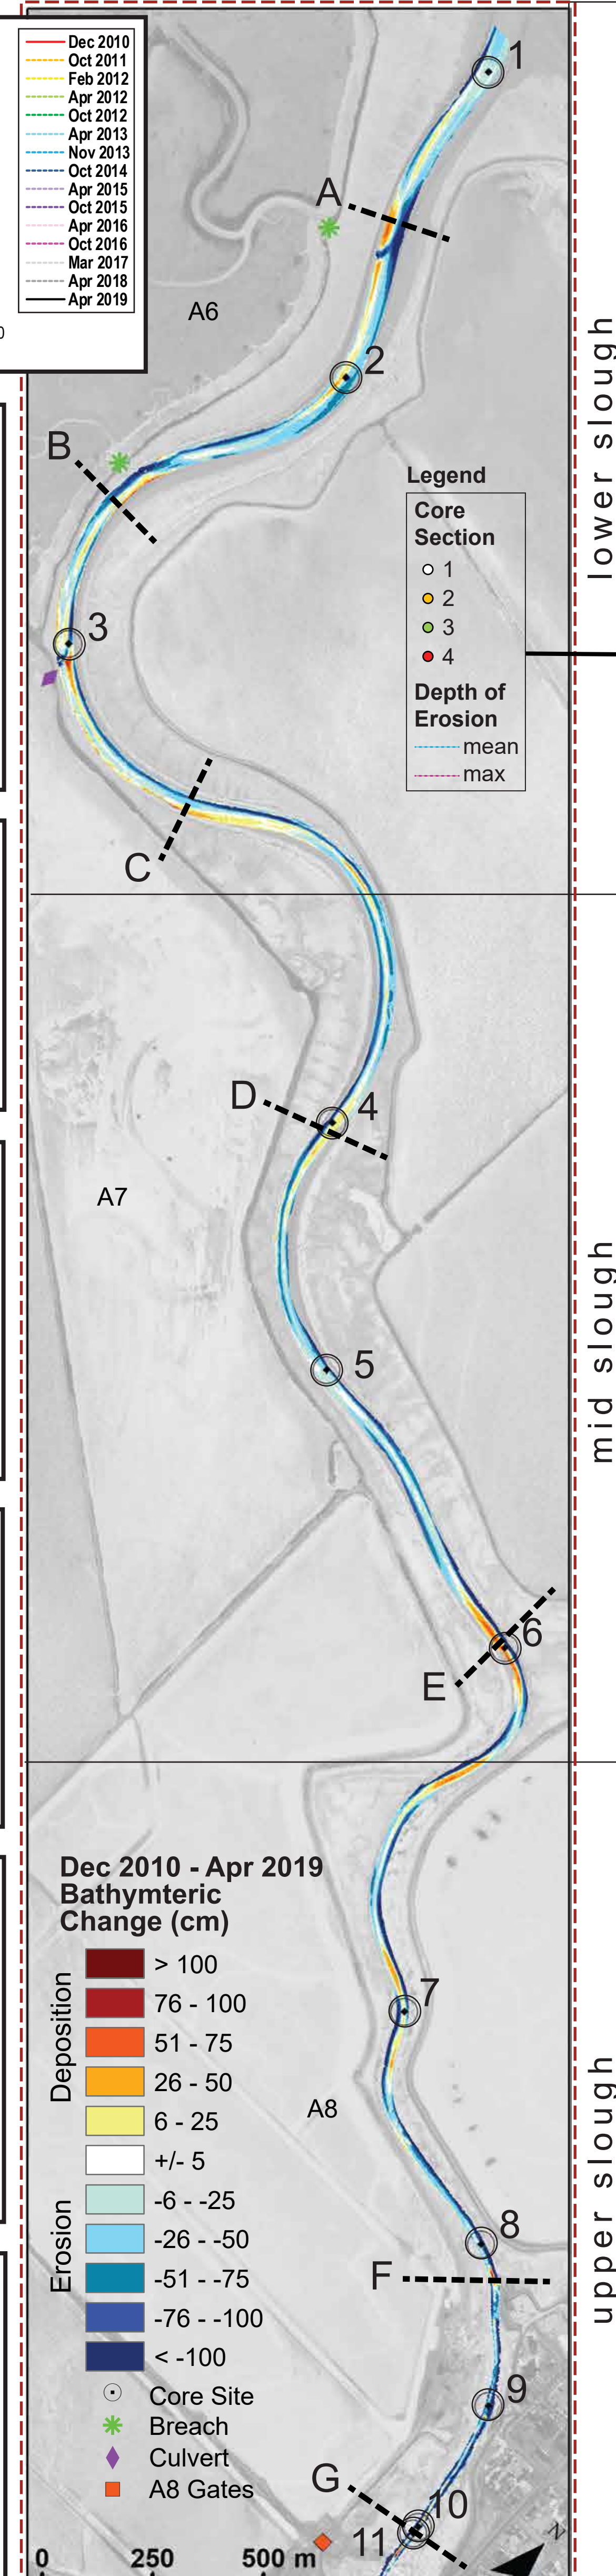 Dec 2010
Oct 2011
Feb 2012
Apr 2012
Oct 2012
Apr 2013
Nov 2013
Oct 2014
Apr 2015
Oct 2015
Apr 2016
Oct 2016
Mar 2017
Apr 2018
Apr 2019
0
1
A
A6
2
B
lower slough
Legend
Core
Section
1
2
3
4
Depth of
Erosion
mean
max
3
C
D
4
A7
mid slough
5
6
E
Dec 2010 - Apr 2019
Bathymteric
Change (cm)
Deposition
> 100
76 - 100
51 - 75
26 - 50
6 - 25
+/- 5
Erosion
-6 - -25
-26 - -50
-51 - -75
-76 - -100
< -100
Core Site
Breach
Culvert
A8 Gates
7
A8
upper slough
8
F
9
G
10
11
N
0 250 500 m